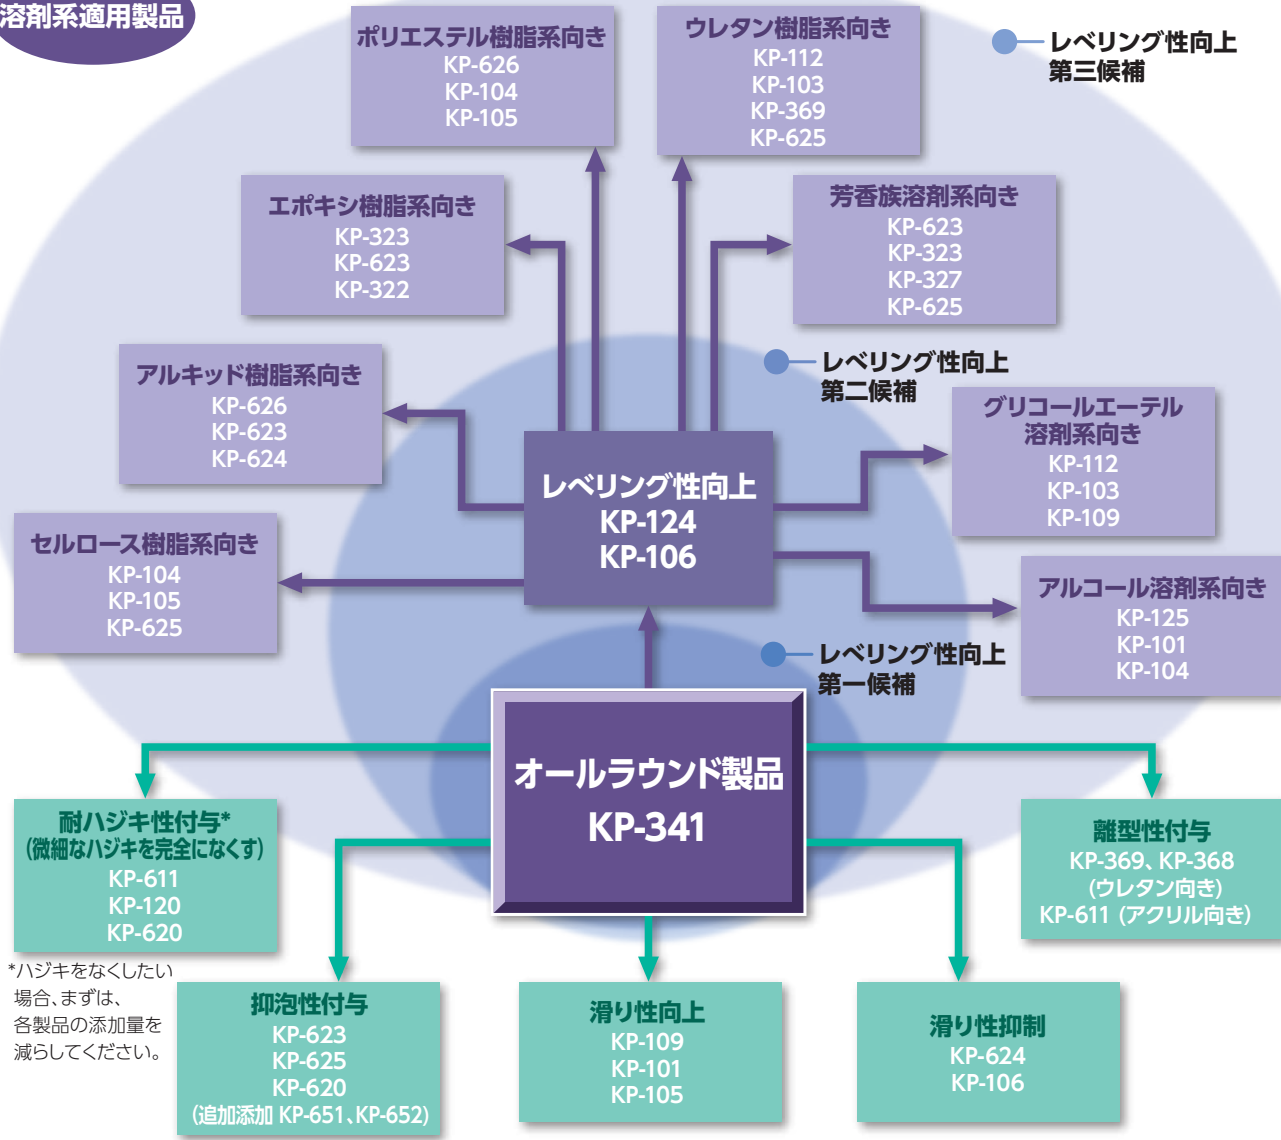 溶剤系適用製品
ポリエステル樹脂系向き
KP-626
KP-104
KP-105
ウレタン樹脂系向き
KP-112
KP-103
KP-369
KP-625
レベリング性向上
第三候補
エポキシ樹脂系向き
KP-323
KP-623
KP-322
芳香族溶剤系向き
KP-623
KP-323
KP-327
KP-625
アルキッド樹脂系向き
KP-626
KP-623
KP-624
レベリング性向上
第二候補
グリコールエーテル
溶剤系向き
KP-112
KP-103
KP-109
レベリング性向上
KP-124
KP-106
セルロース樹脂系向き
KP-104
KP-105
KP-625
アルコール溶剤系向き
KP-125
KP-101
KP-104
レベリング性向上
第一候補
オールラウンド製品
KP-341
耐ハジキ性付与*
(微細なハジキを完全になくす)
KP-611
KP-120
KP-620
離型性付与
KP-369、KP-368
(ウレタン向き)
KP-611 (アクリル向き)
*ハジキをなくしたい
場合、まずは、
各製品の添加量を
減らしてください。
抑泡性付与
KP-623
KP-625
KP-620
(追加添加 KP-651、KP-652)
滑り性向上
KP-109
KP-101
KP-105
滑り性抑制
KP-624
KP-106